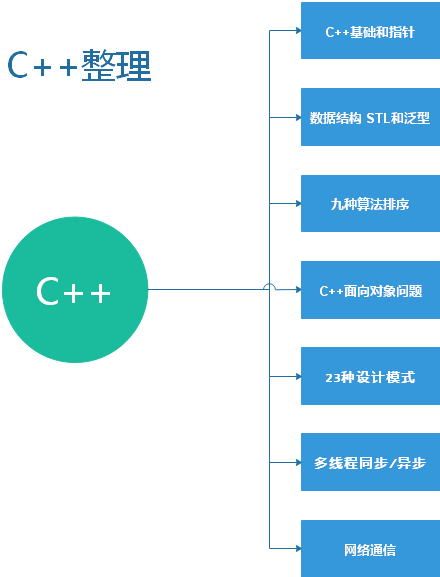 C++整理
C++
C++基础和指针
数据结构 STL和泛型
九种算法排序
C++面向对象问题
23种设计模式
多线程同步/异步
网络通信